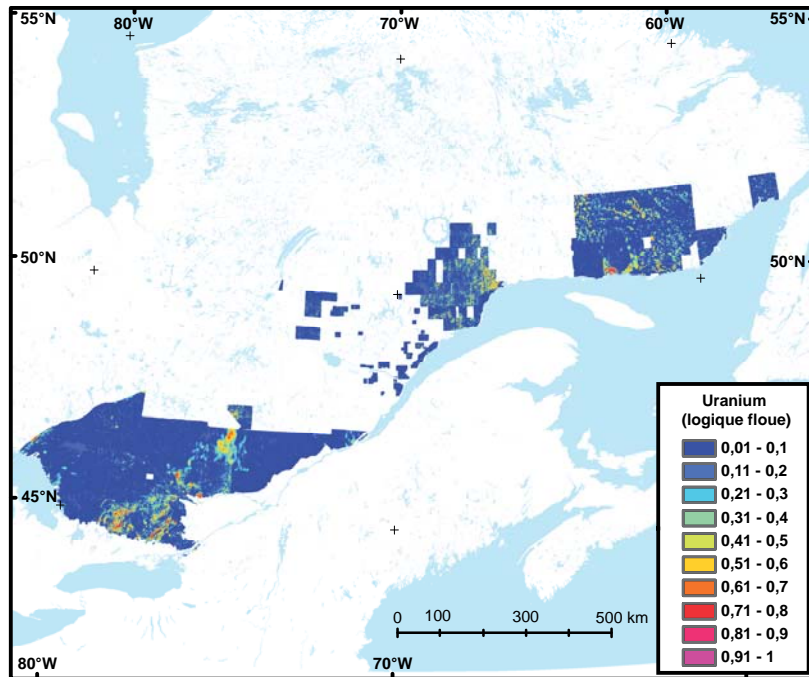 55°N
80°W
70°W
60°W
55°N
50°N
50°N
45°N
45°N
Uranium
(logique floue)
0,01 - 0,1
0,11 - 0,2
0,21 - 0,3
0,31 - 0,4
0,41 - 0,5
0,51 - 0,6
0,61 - 0,7
0,71 - 0,8
0,81 - 0,9
0,91 - 1
0 100 300 500 km
80°W
70°W